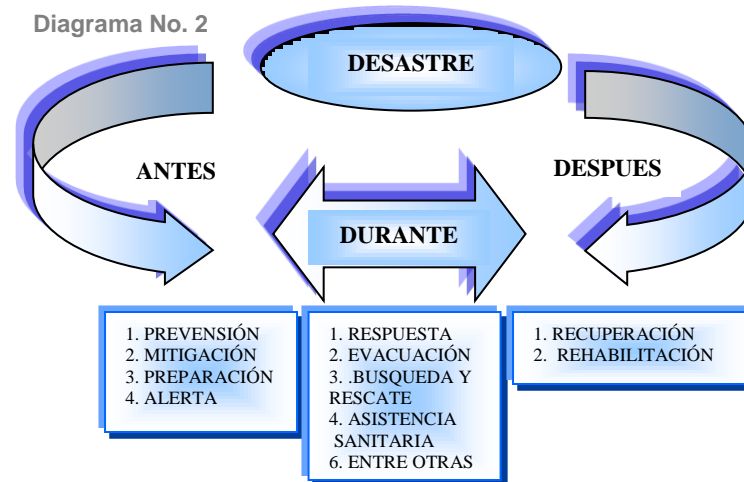 Diagrama No. 2
DESASTRE
ANTES
DESPUES
DURANTE
1. PREVENSIÓN
2. MITIGACIÓN
3. PREPARACIÓN
4. ALERTA
1. RESPUESTA
2. EVACUACIÓN
3. .BUSQUEDA Y
RESCATE
4. ASISTENCIA
SANITARIA
6. ENTRE OTRAS
1. RECUPERACIÓN
2. REHABILITACIÓN